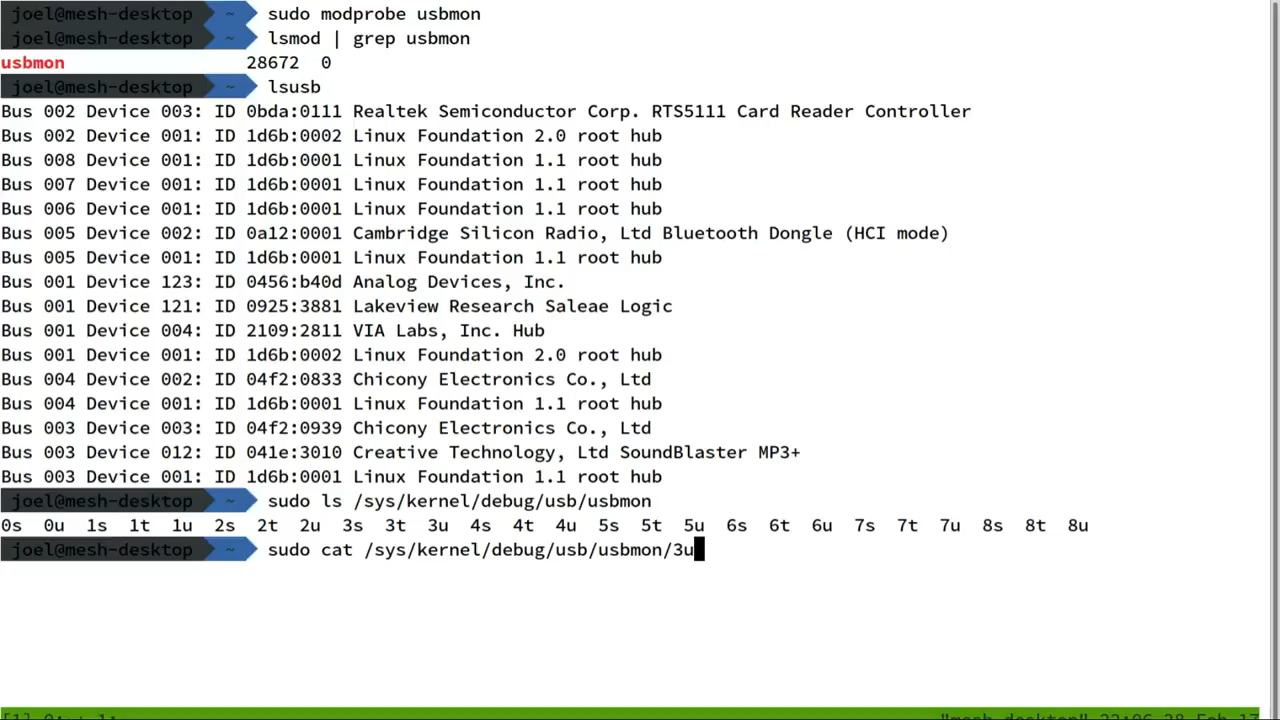 joel@mesh-desktop ~ sudo modprobe usbmon
joel@mesh-desktop ~ lsmod | grep usbmon
usbmon 28672 0
joel@mesh-desktop ~ lsusb
Bus 002 Device 003: ID 0bda:0111 Realtek Semiconductor Corp. RTS5111 Card Reader Controller
Bus 002 Device 001: ID 1d6b:0002 Linux Foundation 2.0 root hub
Bus 008 Device 001: ID 1d6b:0001 Linux Foundation 1.1 root hub
Bus 007 Device 001: ID 1d6b:0001 Linux Foundation 1.1 root hub
Bus 006 Device 001: ID 1d6b:0001 Linux Foundation 1.1 root hub
Bus 005 Device 002: ID 0a12:0001 Cambridge Silicon Radio, Ltd Bluetooth Dongle (HCI mode)
Bus 005 Device 001: ID 1d6b:0001 Linux Foundation 1.1 root hub
Bus 001 Device 123: ID 0456:b40d Analog Devices, Inc.
Bus 001 Device 121: ID 0925:3881 Lakeview Research Saleae Logic
Bus 001 Device 004: ID 2109:2811 VIA Labs, Inc. Hub
Bus 001 Device 001: ID 1d6b:0002 Linux Foundation 2.0 root hub
Bus 004 Device 002: ID 04f2:0833 Chicony Electronics Co., Ltd
Bus 004 Device 001: ID 1d6b:0001 Linux Foundation 1.1 root hub
Bus 003 Device 003: ID 04f2:0939 Chicony Electronics Co., Ltd
Bus 003 Device 012: ID 041e:3010 Creative Technology, Ltd SoundBlaster MP3+
Bus 003 Device 001: ID 1d6b:0001 Linux Foundation 1.1 root hub
joel@mesh-desktop ~ sudo ls /sys/kernel/debug/usb/usbmon
0s 0u 1s 1t 1u 2s 2t 2u 3s 3t 3u 4s 4t 4u 5s 5t 5u 6s 6t 6u 7s 7t 7u 8s 8t 8u
joel@mesh-desktop ~ sudo cat /sys/kernel/debug/usb/usbmon/3u